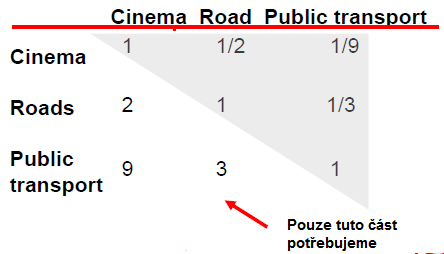 Cinema Road Public transport
Cinema 1 1/2 1/9
Roads 2 1 1/3
Public
transport 9 3 1
Pouze tuto část
potřebujeme